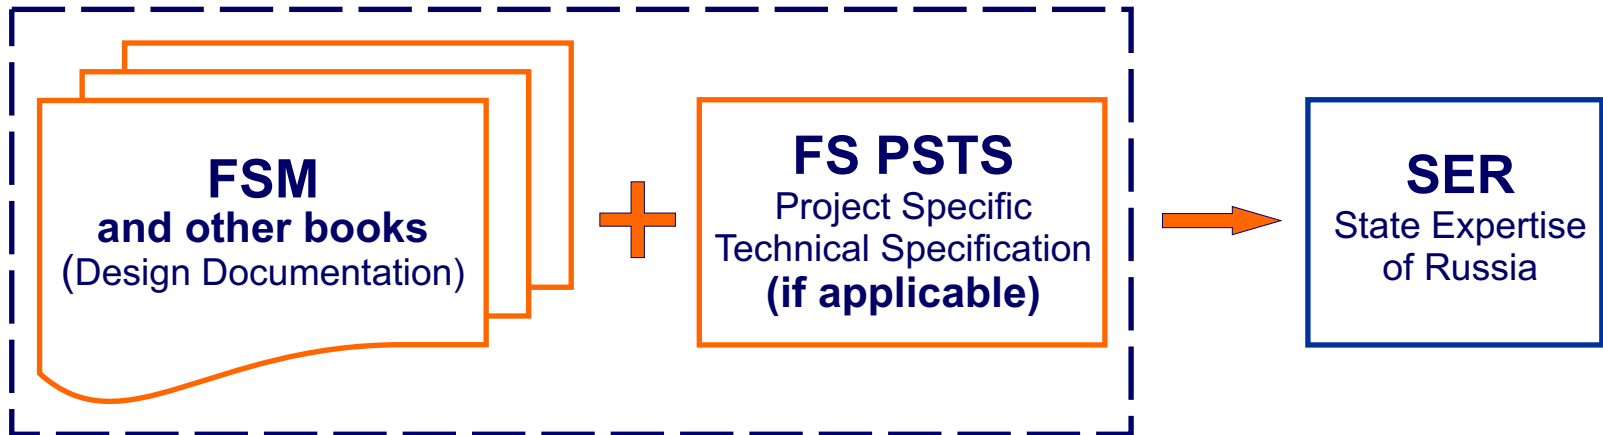 FSM
and other books
(Design Documentation)
FS PSTS
Project Specific
Technical Specification
(if applicable)
SER
State Expertise
of Russia